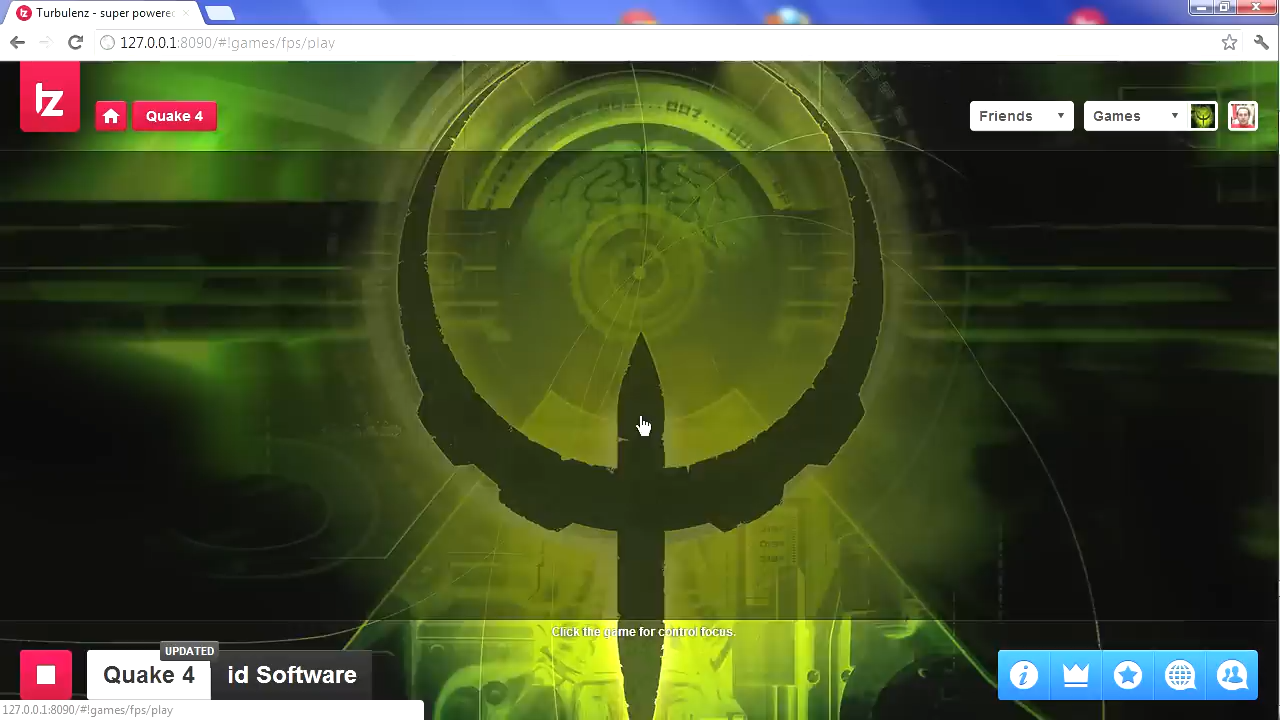 Turbulenz - super powere
127.0.0.1:8090/#!games/fps/play
tz
Quake 4
Friends
Games
Click the game for control focus.
UPDATED
Quake 4
id Software
127.0.0.1:8090/#!games/fps/play